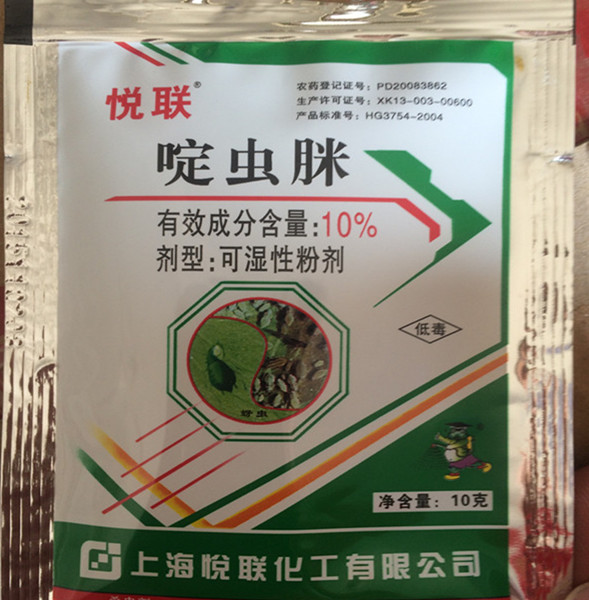 农药登记证号：PD20083862
生产许可证号：XK13-003-00600
产品标准号：HG3754-2004
悦联®
啶虫脒
有效成分含量:10%
剂型:可湿性粉剂
低毒
蚜虫
净含量：10克
上海悦联化工有限公司